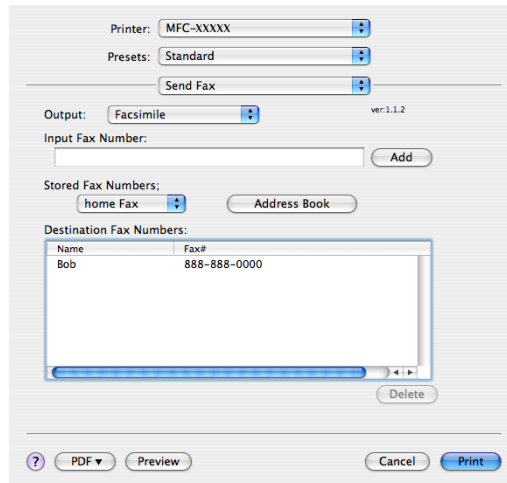 Printer: MFC-XXXXX
Presets: Standard
Send Fax
Output: Facsimile ver:1.1.2
Input Fax Number:
Add
Stored Fax Numbers;
home Fax Address Book
Destination Fax Numbers:
Name Fax#
Bob 888-888-0000
Delete
? PDF▼ Preview Cancel Print